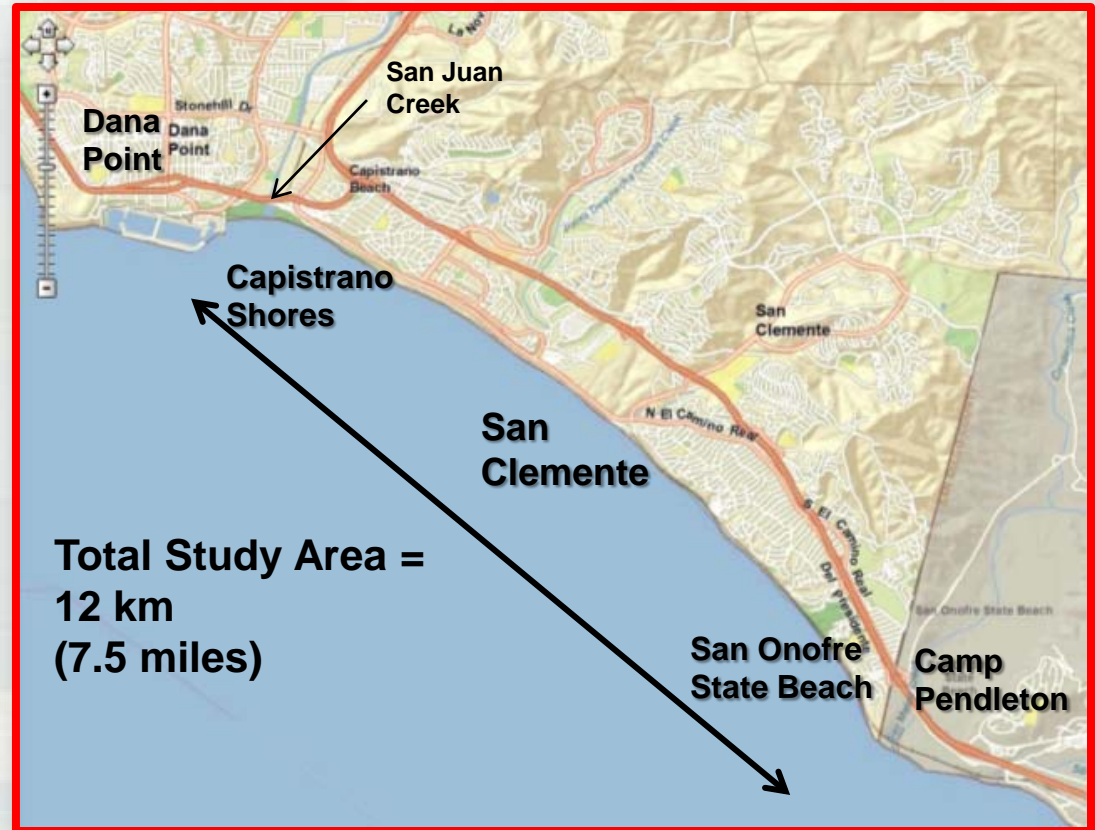 La Nov
San Juan
Creek
Stonehill Dr
Dana
Point
Dana
Point
Capistrano
Beach
Capistrano
Shores
San
Clemente
N El Camino Real
San
Clemente
S El Camino Real
Total Study Area =
12 km
(7.5 miles)
San Onofre State Beach
San Onofre
State Beach
Camp
Pendleton